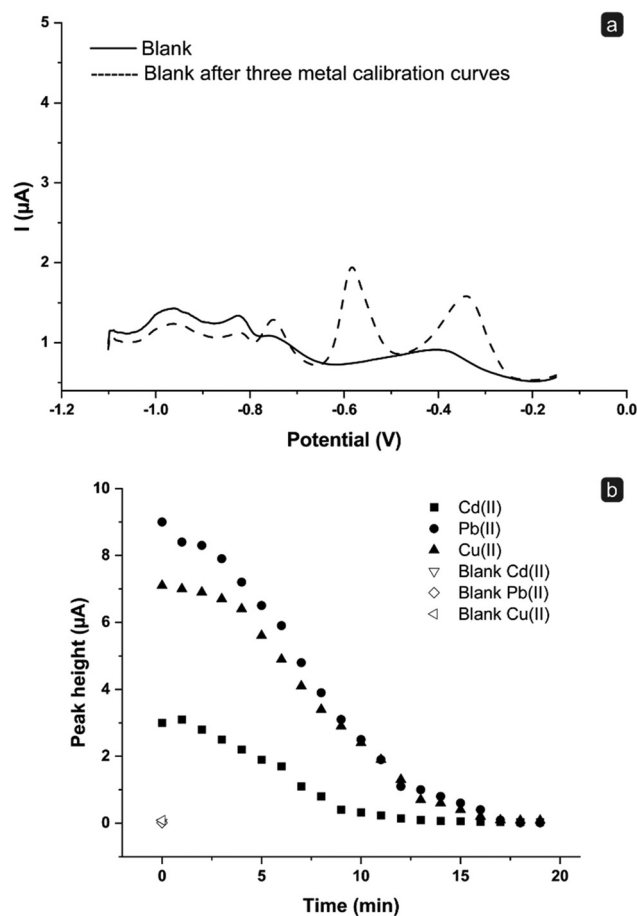 a
Blank
Blank after three metal calibration curves
5
4
3
2
1
I (µA)
-1.2 -1.0 -0.8 -0.6 -0.4 -0.2 0.0
Potential (V)
b
10
8
6
4
2
0
Peak height (µA)
Cd(II)
Pb(II)
Cu(II)
Blank Cd(II)
Blank Pb(II)
Blank Cu(II)
0 5 10 15 20
Time (min)